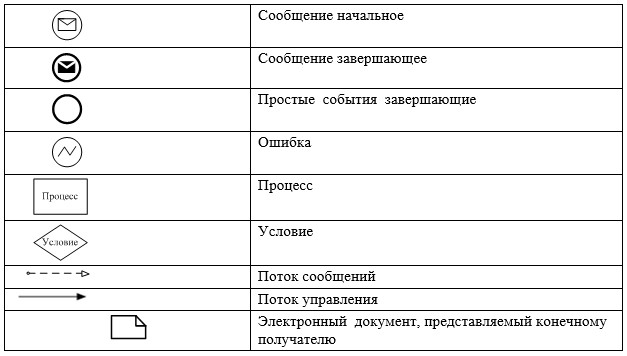 Сообщение начальное
Сообщение завершающее
Простые события завершающие
Ошибка
Процесс
Процесс
Условие
Условие
Поток сообщений
Поток управления
Электронный документ, представляемый конечному
получателю